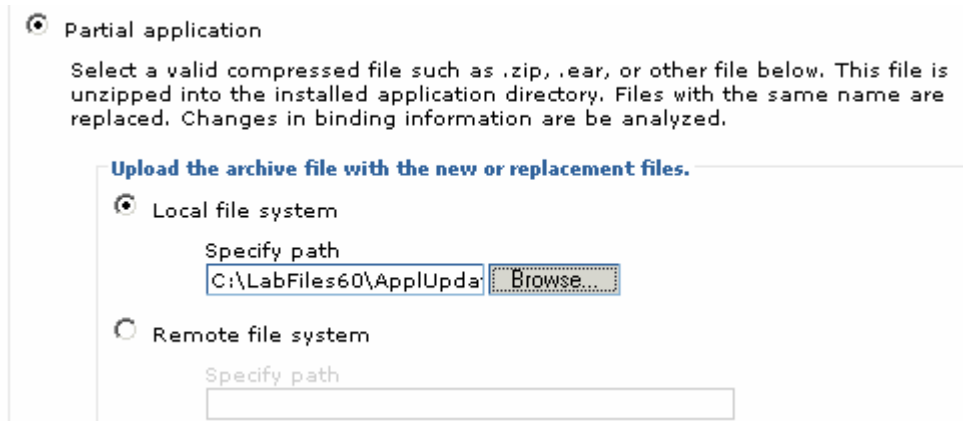 Partial application
Select a valid compressed file such as .zip, .ear, or other file below. This file is
unzipped into the installed application directory. Files with the same name are
replaced. Changes in binding information are be analyzed.
Upload the archive file with the new or replacement files.
Local file system
Specify path
C:\LabFiles60\ApplUpda Browse...
Remote file system
Specify path